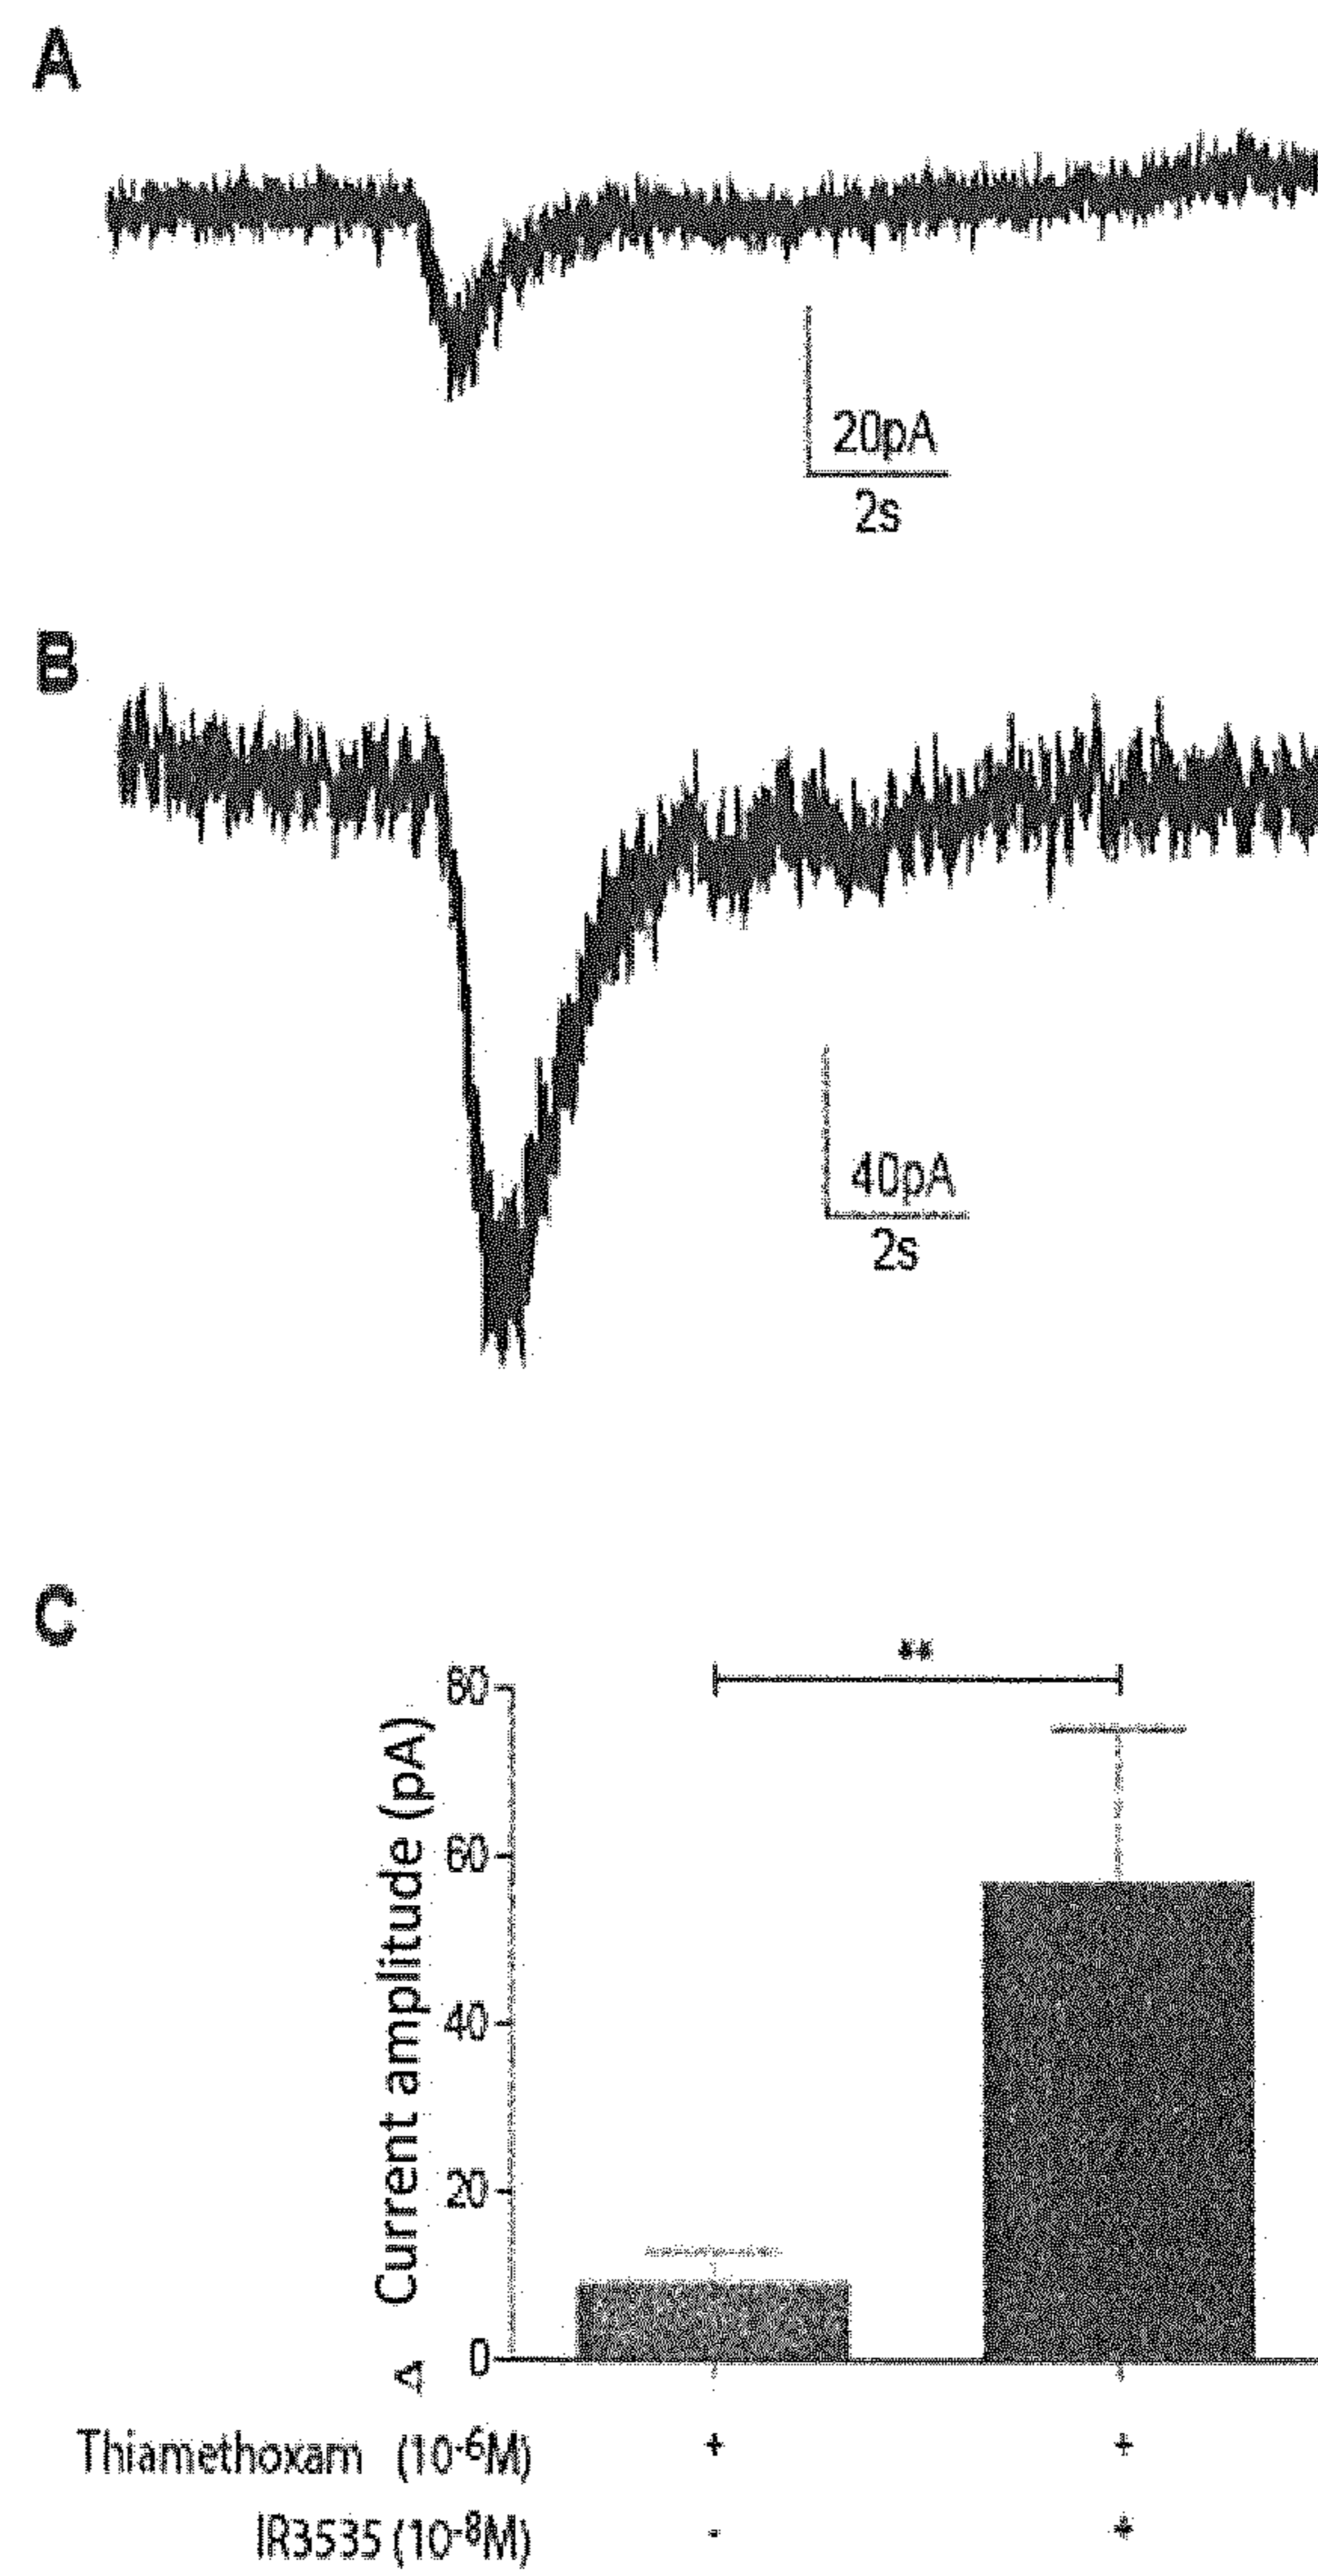 A
20pA
2s
B
40pA
2s
C
**
80
60
40
20
0
Δ Current amplitude (pA)
Thiamethoxam (10-6M) + +
IR3535 (10-8M) - +